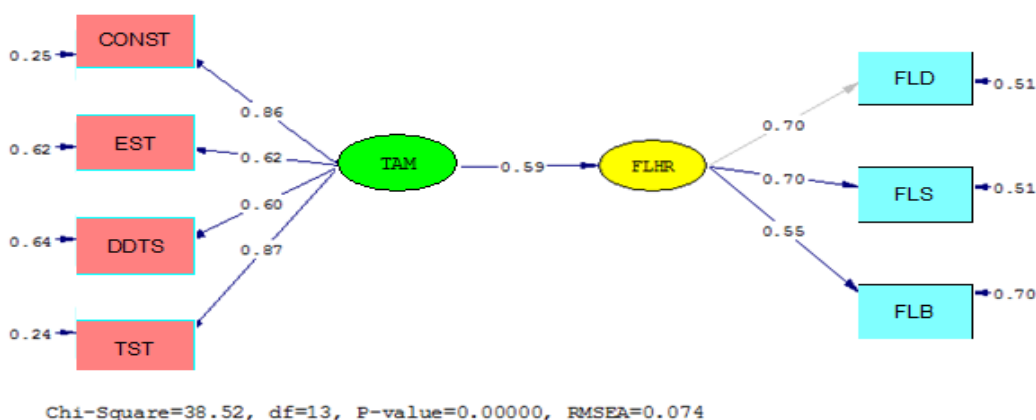 CONST
0.25
0.86
EST
0.62
0.62
DDTS
0.64
0.60
TST
0.24
0.87
TAM
0.59
FLHR
0.70
FLD
0.51
0.70
FLS
0.51
0.55
FLB
0.70
Chi-Square=38.52, df=13, P-value=0.00000, RMSEA=0.074